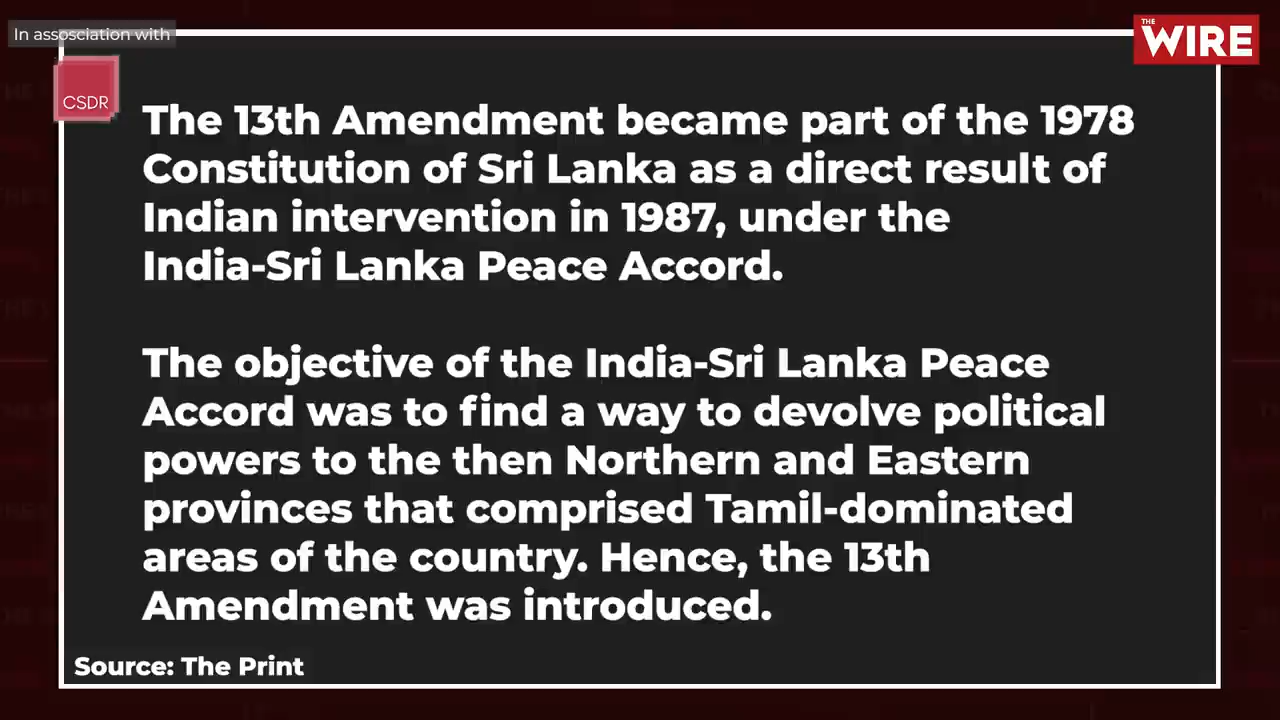 In assosciation with
THE
WIRE
CSDR
The 13th Amendment became part of the 1978
Constitution of Sri Lanka as a direct result of
Indian intervention in 1987, under the
India-Sri Lanka Peace Accord.
The objective of the India-Sri Lanka Peace
Accord was to find a way to devolve political
powers to the then Northern and Eastern
provinces that comprised Tamil-dominated
areas of the country. Hence, the 13th
Amendment was introduced.
Source: The Print